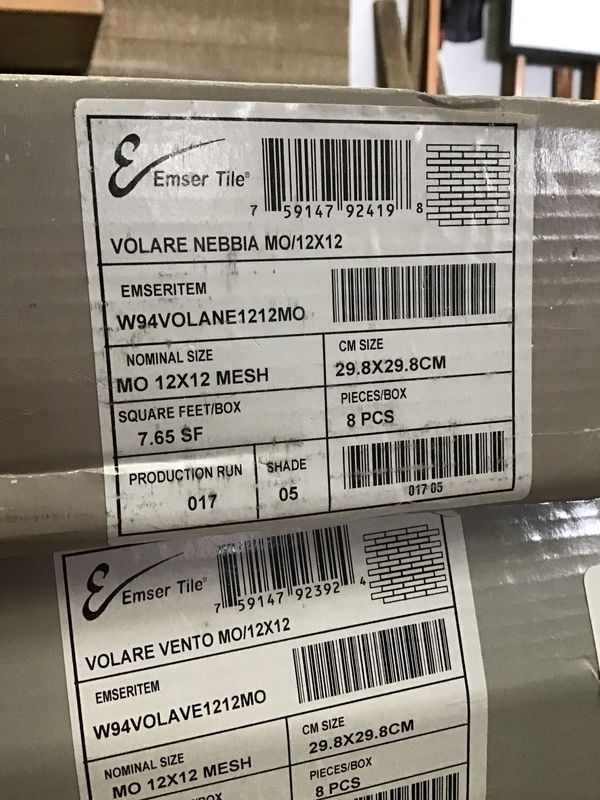 Emser Tile®
7 59147 92419 8
VOLARE NEBBIA MO/12X12
EMSERITEM
W94VOLANE1212MO
NOMINAL SIZE
MO 12X12 MESH
CM SIZE
29.8X29.8CM
SQUARE FEET/BOX
7.65 SF
PIECES/BOX
8 PCS
PRODUCTION RUN
017
SHADE
05
017 05
Emser Tile®
7 59147 92392 4
VOLARE VENTO MO/12X12
EMSERITEM
W94VOLAVE1212MO
NOMINAL SIZE
MO 12X12 MESH
CM SIZE
29.8X29.8CM
PIECES/BOX
8 PCS